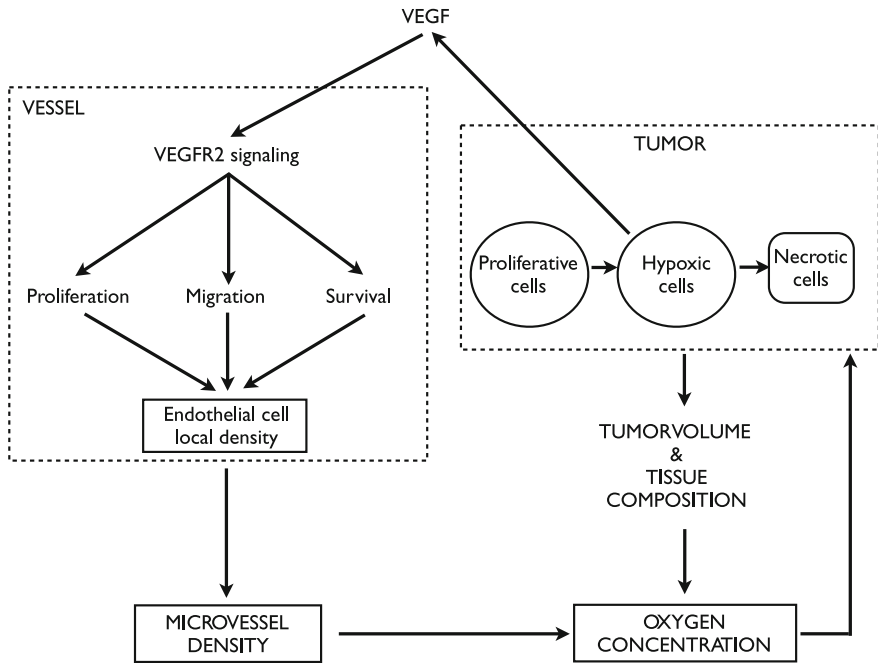 VEGF
VESSEL
VEGFR2 signaling
Proliferation
Migration
Survival
Endothelial cell
local density
TUMOR
Proliferative
cells
Hypoxic
cells
Necrotic
cells
TUMORVOLUME
&
TISSUE
COMPOSITION
MICROVESSEL
DENSITY
OXYGEN
CONCENTRATION